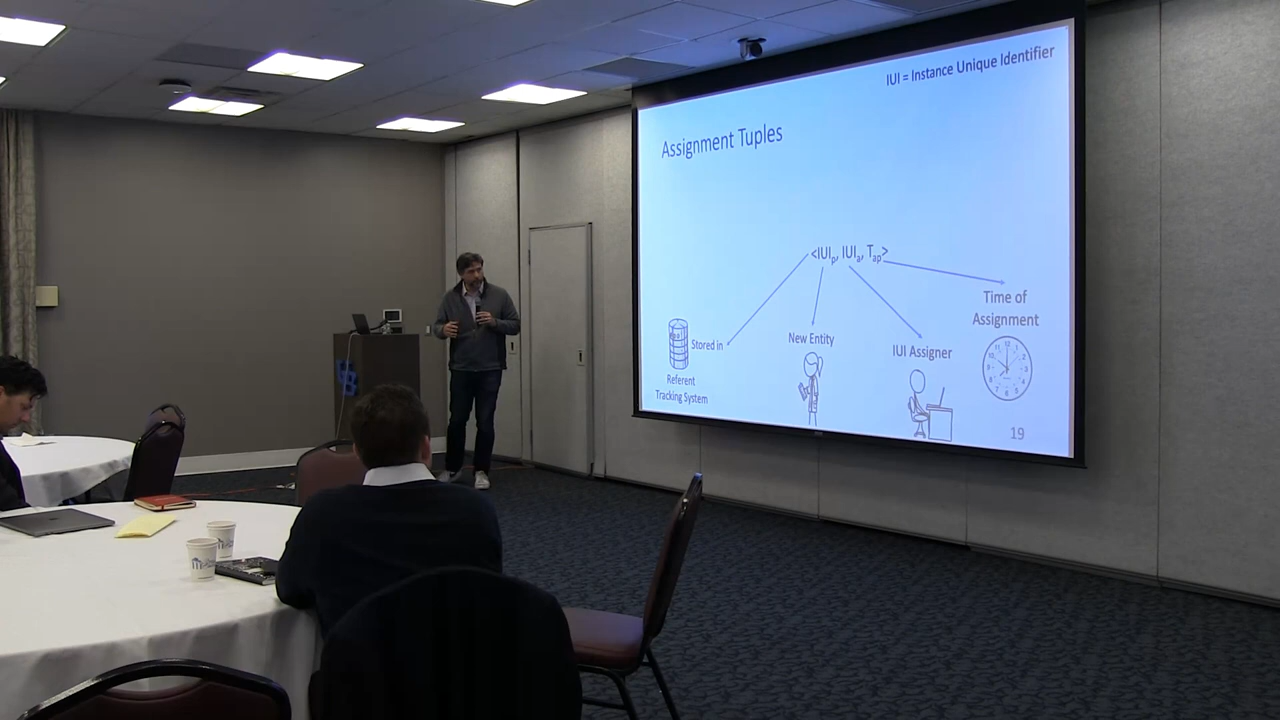 IUI = Instance Unique Identifier
Assignment Tuples
<IUIp, IUIa, Tap>
Stored in
Referent
Tracking System
New Entity
IUI Assigner
Time of
Assignment
19